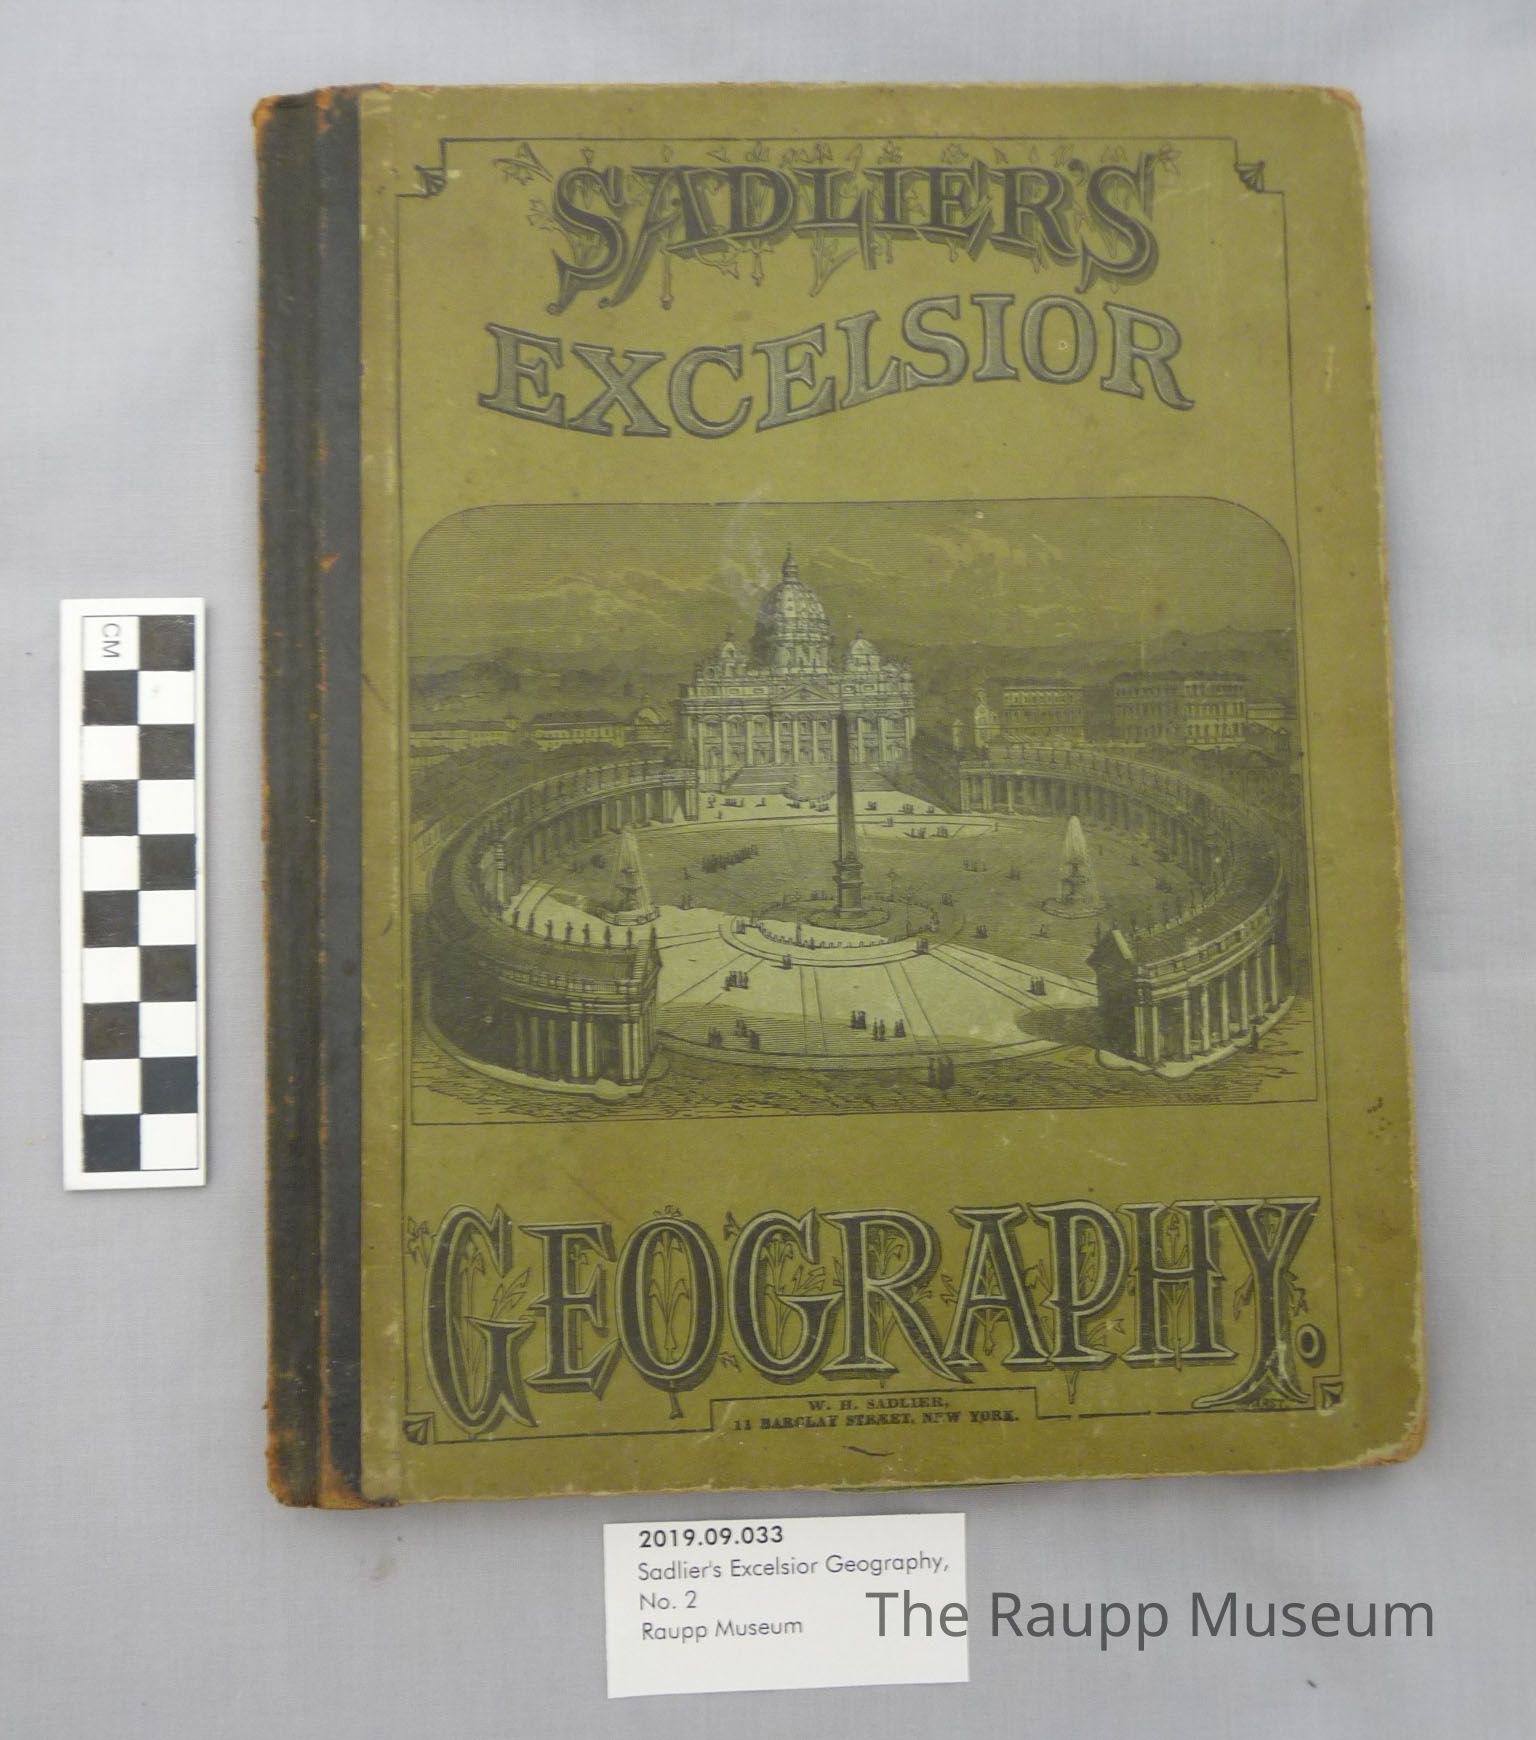 SADLIER'S
EXCELSIOR
GEOGRAPHY.
W. H. SADLIER,
11 BARCLAY STREET, NEW YORK.
CM
2019.09.033
Sadlier's Excelsior Geography,
No. 2
Raupp Museum
The Raupp Museum